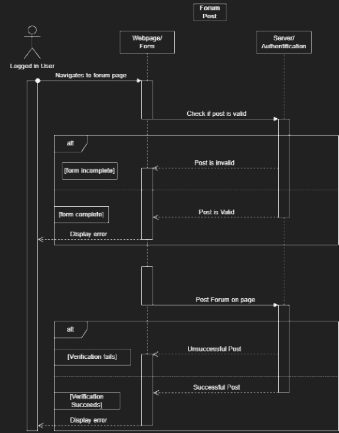 Forum
Post
Webpage/
Form
Server/
Authentification
Logged in User
Navigates to forum page
Check if post is valid
alt
Post is Invalid
[form incomplete]
[form complete]
Post is Valid
Display error
Post Forum on page
alt
Unsuccessful Post
[Verification fails]
Successful Post
[Verification
Succeeds]
Display error